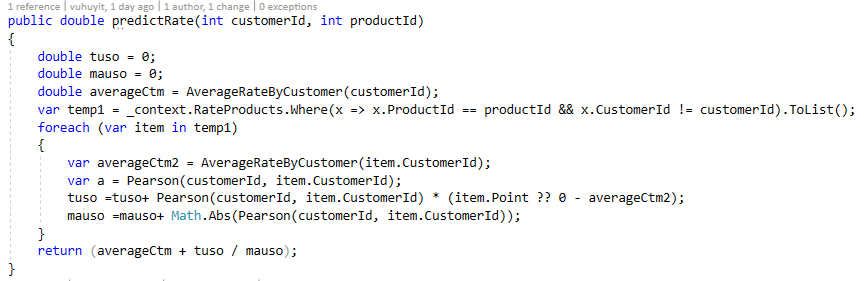 1 reference | vuhuyit, 1 day ago | 1 author, 1 change | 0 exceptions
public double predictRate(int customerId, int productId)
{
    double tuso = 0;
    double mauso = 0;
    double averageCtm = AverageRateByCustomer(customerId);
    var temp1 = _context.RateProducts.Where(x => x.ProductId == productId && x.CustomerId != customerId).ToList();
    foreach (var item in temp1)
    {
        var averageCtm2 = AverageRateByCustomer(item.CustomerId);
        var a = Pearson(customerId, item.CustomerId);
        tuso =tuso+ Pearson(customerId, item.CustomerId) * (item.Point ?? 0 - averageCtm2);
        mauso =mauso+ Math.Abs(Pearson(customerId, item.CustomerId));
    }
    return (averageCtm + tuso / mauso);
}